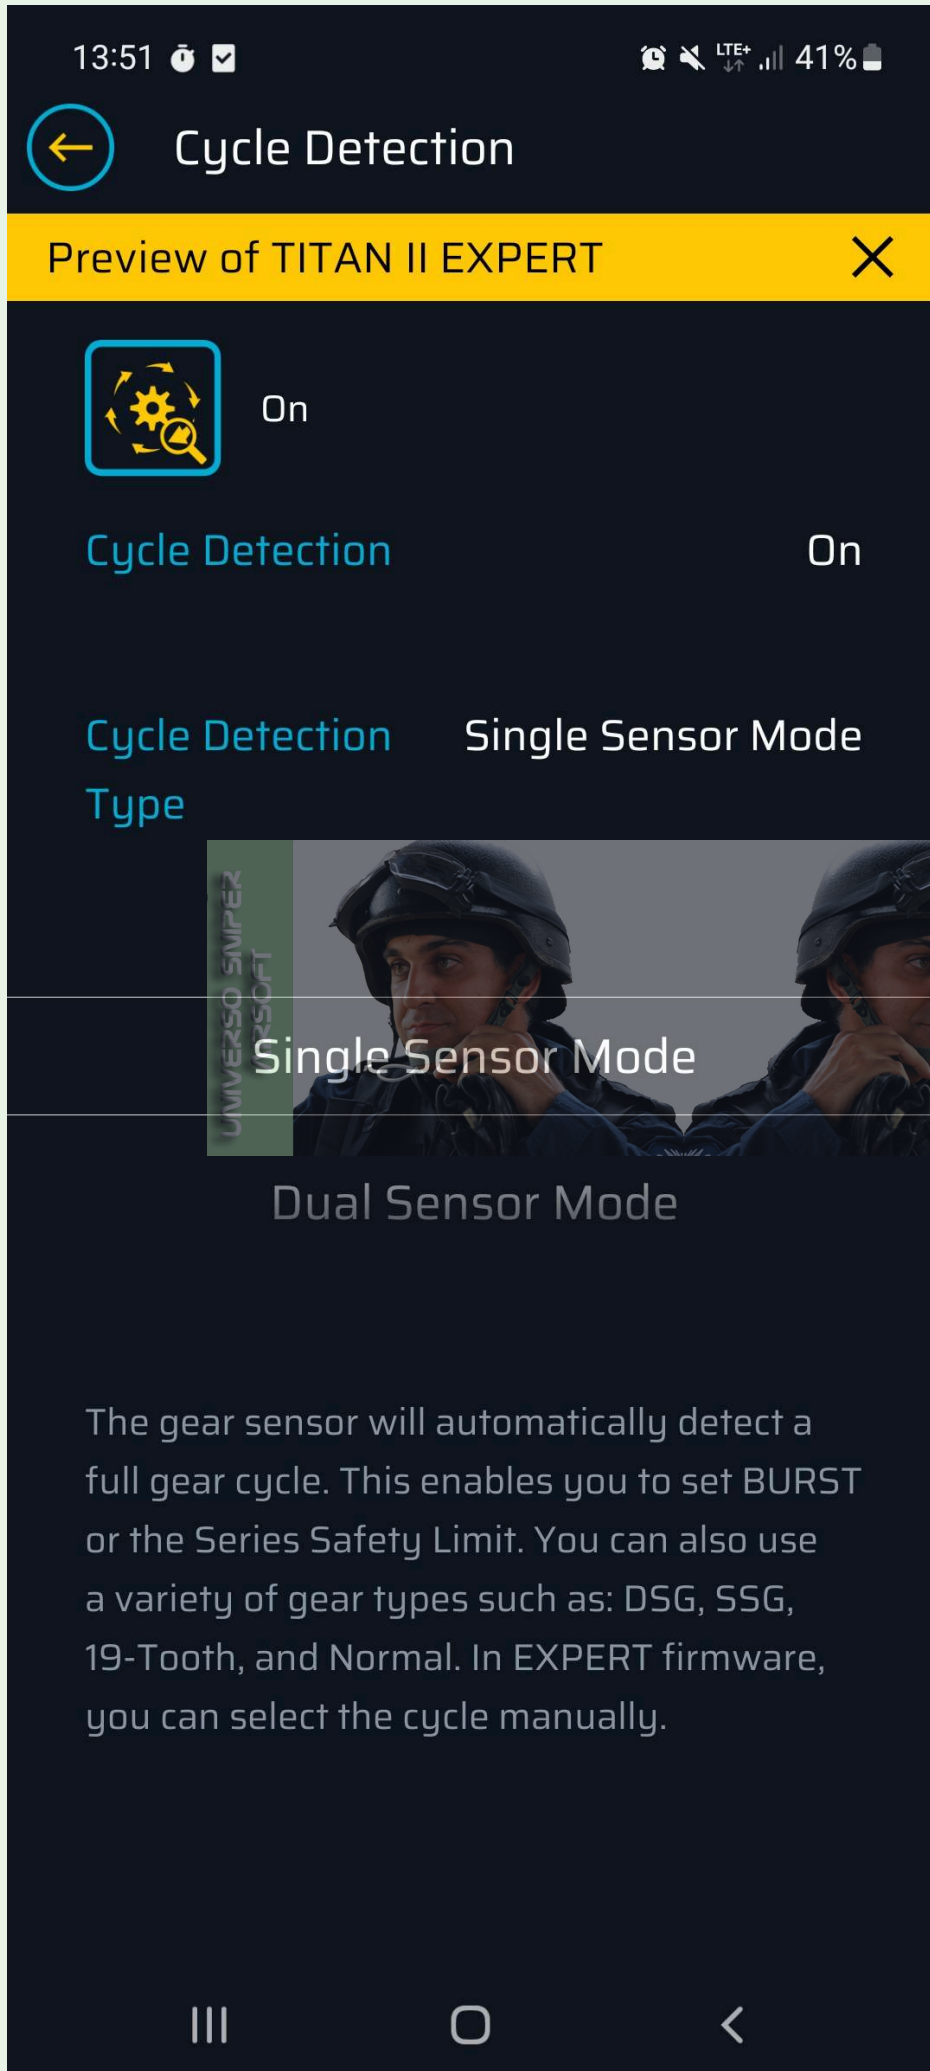 13:51
LTE+
41%
Cycle Detection
Preview of TITAN II EXPERT
On
Cycle Detection
On
Cycle Detection
Type
Single Sensor Mode
UNIVERSO SNIPER
AIRSOFT
Single Sensor Mode
Dual Sensor Mode
The gear sensor will automatically detect a
full gear cycle. This enables you to set BURST
or the Series Safety Limit. You can also use
a variety of gear types such as: DSG, SSG,
19-Tooth, and Normal. In EXPERT firmware,
you can select the cycle manually.